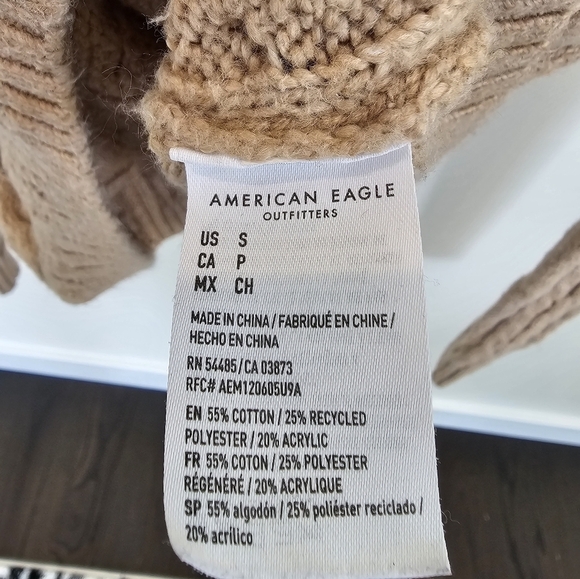 AMERICAN EAGLE
OUTFITTERS
US S
CA P
MX CH
MADE IN CHINA / FABRIQUÉ EN CHINE /
HECHO EN CHINA
RN 54485 / CA 03873
RFC# AEM120605U9A
EN 55% COTTON / 25% RECYCLED
POLYESTER / 20% ACRYLIC
FR 55% COTON / 25% POLYESTER
RÉGÉNÉRÉ / 20% ACRYLIQUE
SP 55% algodón / 25% poliéster reciclado /
20% acrílico